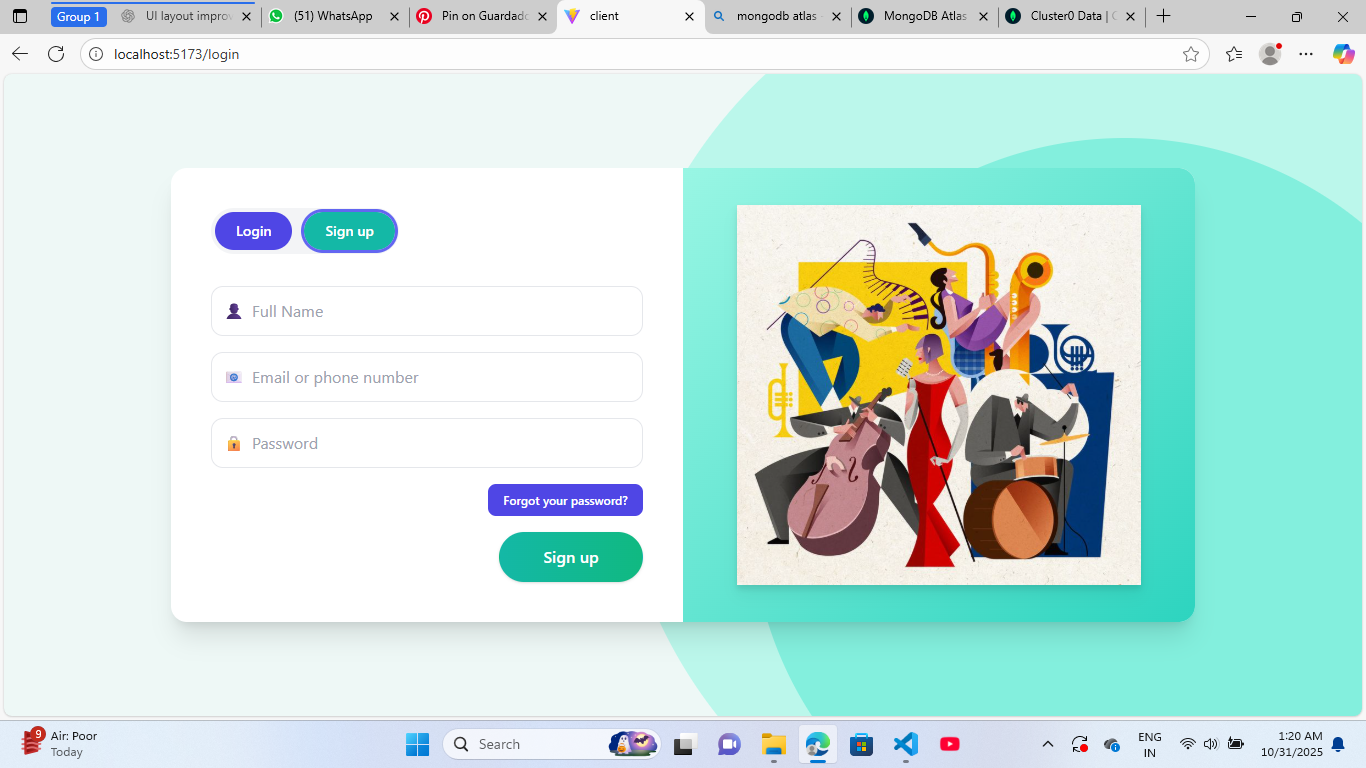 Group 1
UI layout improv
(51) WhatsApp
Pin on Guardado
client
mongodb atlas
MongoDB Atlas
Cluster0 Data |
localhost:5173/login
Login
Sign up
Full Name
Email or phone number
Password
Forgot your password?
Sign up
9
Air: Poor
Today
Search
ENG
IN
1:20 AM
10/31/2025